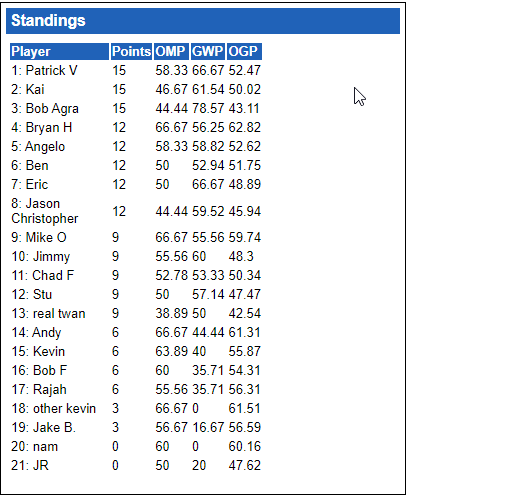 Standings
Player Points OMP GWP OGP
1: Patrick V 15 58.33 66.67 52.47
2: Kai 15 46.67 61.54 50.02
3: Bob Agra 15 44.44 78.57 43.11
4: Bryan H 12 66.67 56.25 62.82
5: Angelo 12 58.33 58.82 52.62
6: Ben 12 50 52.94 51.75
7: Eric 12 50 66.67 48.89
8: Jason
Christopher 12 44.44 59.52 45.94
9: Mike O 9 66.67 55.56 59.74
10: Jimmy 9 55.56 60 48.3
11: Chad F 9 52.78 53.33 50.34
12: Stu 9 50 57.14 47.47
13: real twan 9 38.89 50 42.54
14: Andy 6 66.67 44.44 61.31
15: Kevin 6 63.89 40 55.87
16: Bob F 6 60 35.71 54.31
17: Rajah 6 55.56 35.71 56.31
18: other kevin 3 66.67 0 61.51
19: Jake B. 3 56.67 16.67 56.59
20: nam 0 60 0 60.16
21: JR 0 50 20 47.62